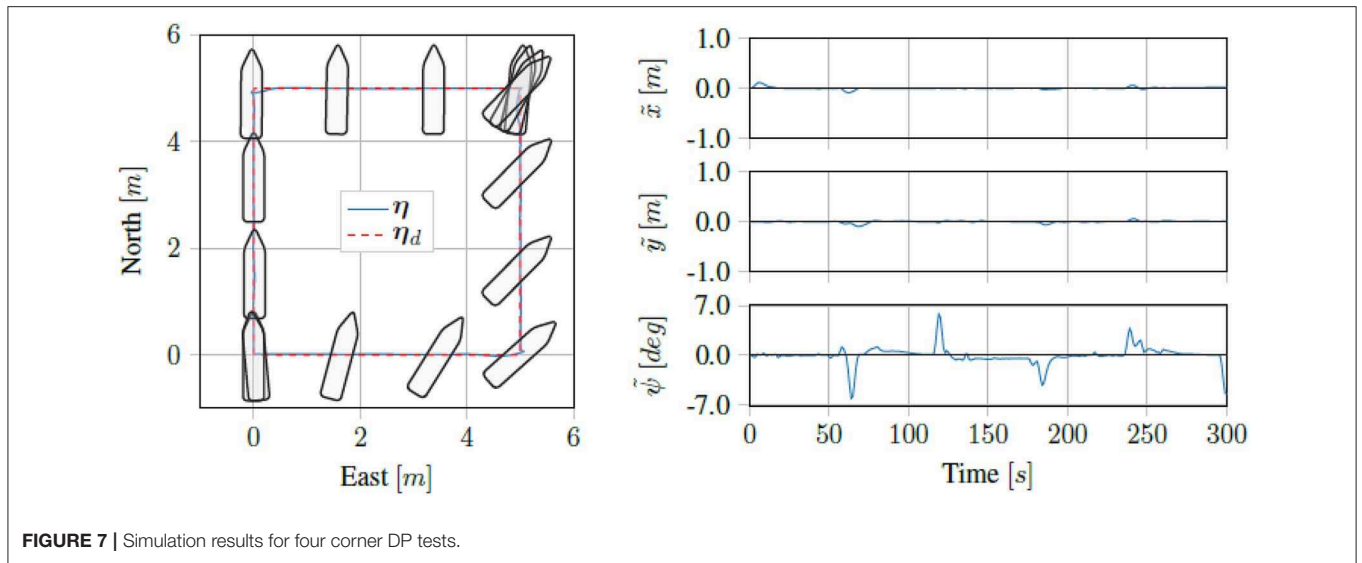 6
4
2
0
North [m]
0
2
4
6
East [m]
η
η_d
1.0
0.0
-1.0
x̃ [m]
1.0
0.0
-1.0
ỹ [m]
7.0
0.0
-7.0
ψ̃ [deg]
0
50
100
150
200
250
300
Time [s]
FIGURE 7 | Simulation results for four corner DP tests.